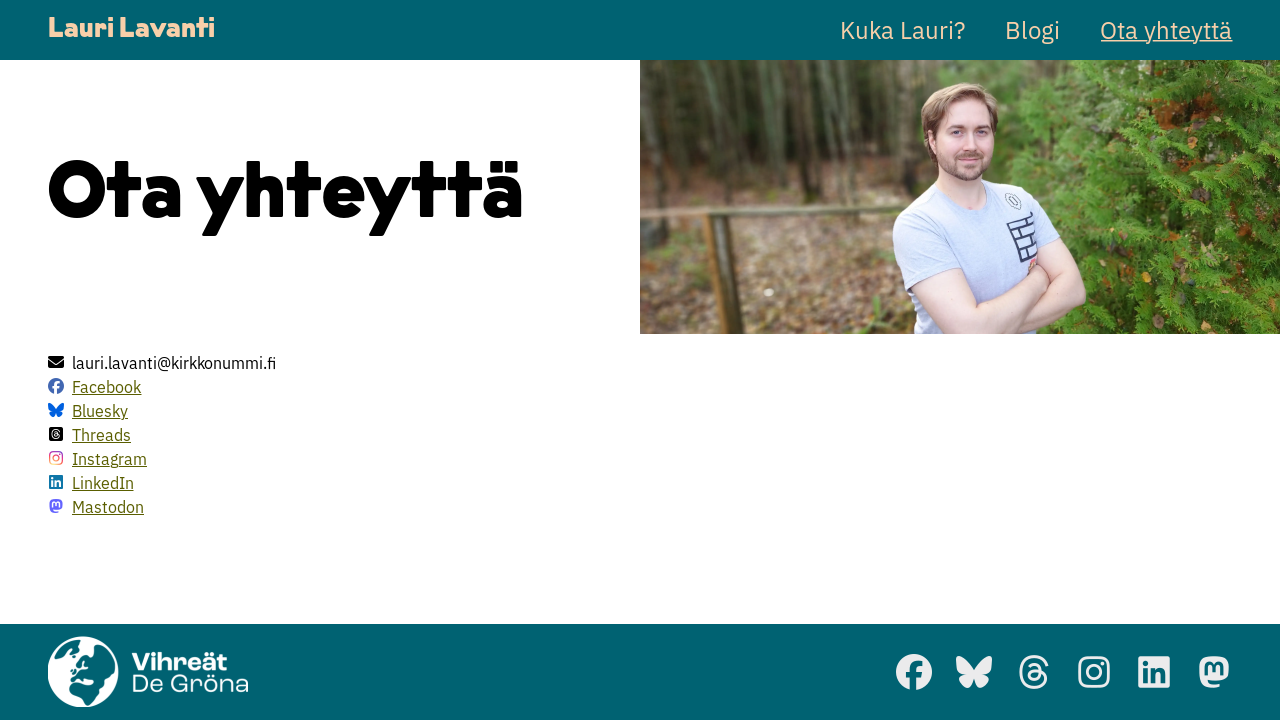 Lauri Lavanti
Kuka Lauri?
Blogi
Ota yhteyttä
Ota yhteyttä
lauri.lavanti@kirkkonummi.fi
Facebook
Bluesky
Threads
Instagram
LinkedIn
Mastodon
Vihreät
De Gröna